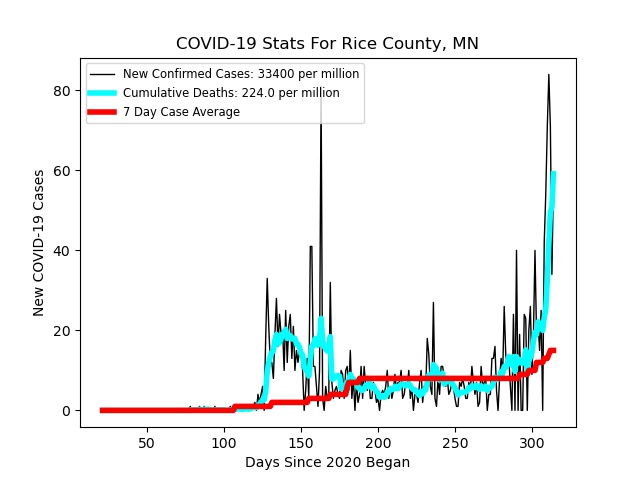 COVID-19 Stats For Rice County, MN
New Confirmed Cases: 33400 per million
Cumulative Deaths: 224.0 per million
7 Day Case Average
New COVID-19 Cases
80
60
40
20
0
50 100 150 200 250 300
Days Since 2020 Began